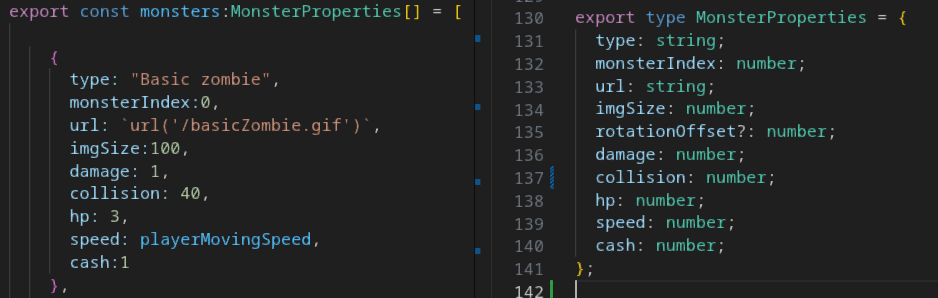 export const monsters:MonsterProperties[] = [
{
type: "Basic zombie",
monsterIndex:0,
url: `url('/basicZombie.gif')`,
imgSize:100,
damage: 1,
collision: 40,
hp: 3,
speed: playerMovingSpeed,
cash:1
},
130 export type MonsterProperties = {
131 type: string;
132 monsterIndex: number;
133 url: string;
134 imgSize: number;
135 rotationOffset?: number;
136 damage: number;
137 collision: number;
138 hp: number;
139 speed: number;
140 cash: number;
141 };
142